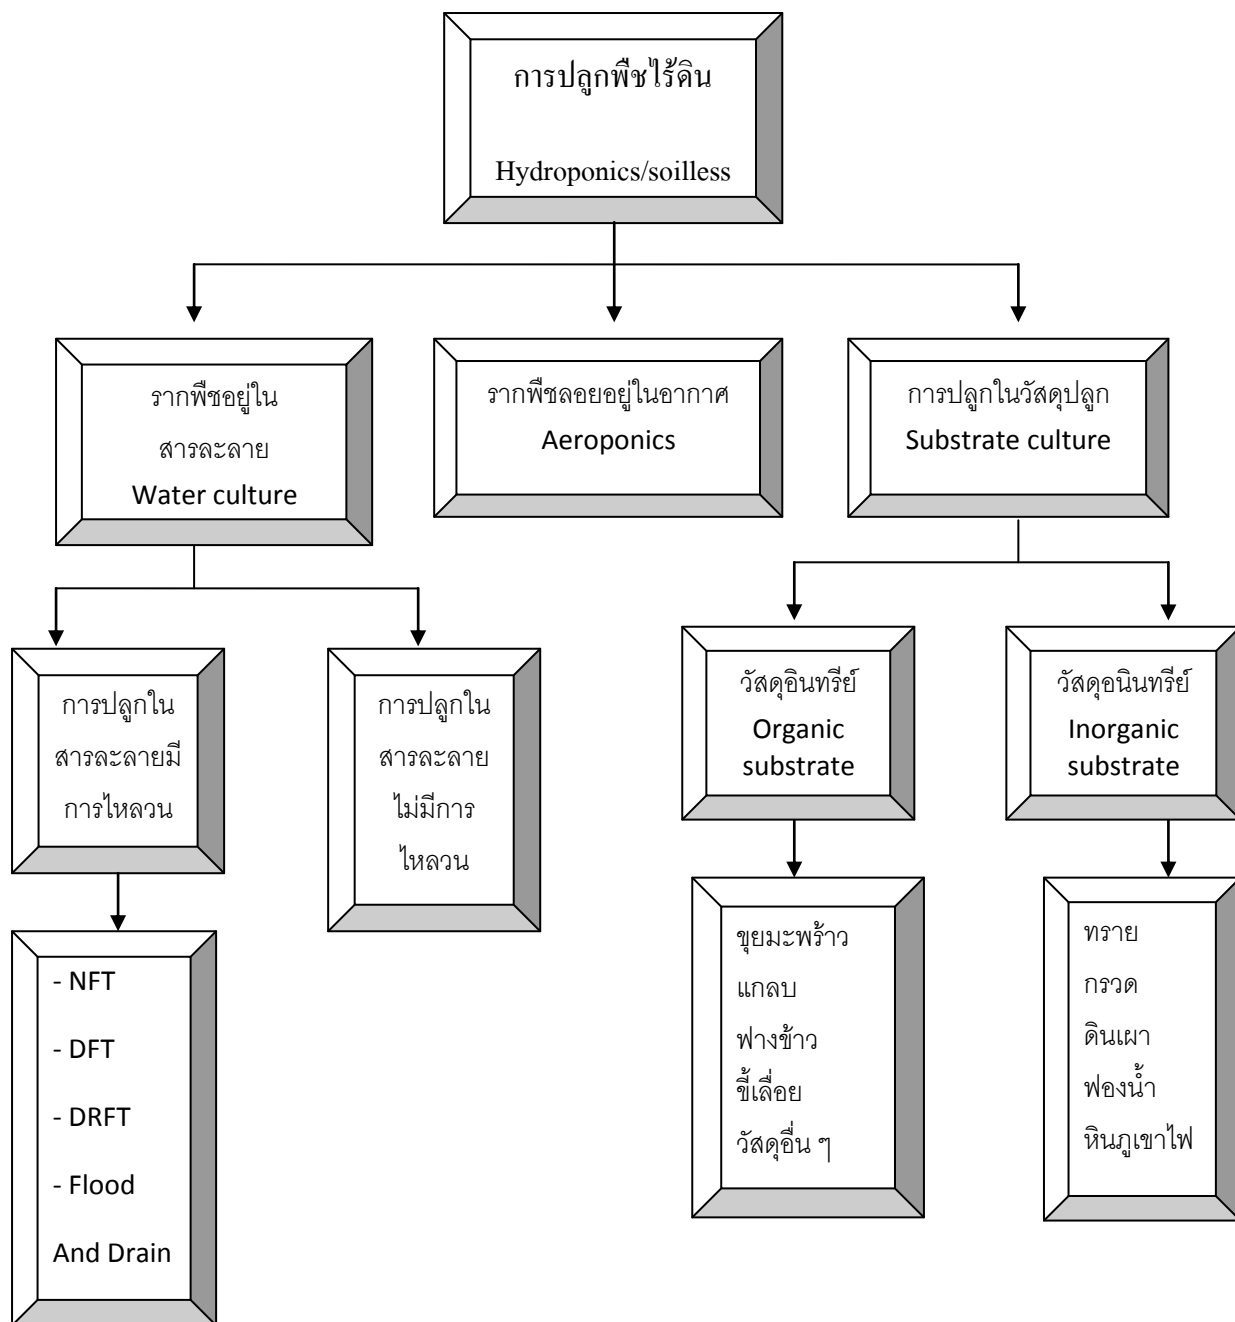 การปลูกพืชไร้ดิน
Hydroponics/soilless
รากพืชอยู่ใน
สารละลาย
Water culture
รากพืชลอยอยู่ในอากาศ
Aeroponics
การปลูกในวัสดุปลูก
Substrate culture
การปลูกใน
สารละลายมี
การไหลวน
การปลูกใน
สารละลาย
ไม่มีการ
ไหลวน
วัสดุอินทรีย์
Organic
substrate
วัสดุอนินทรีย์
Inorganic
substrate
- NFT
- DFT
- DRFT
- Flood
And Drain
ขุยมะพร้าว
แกลบ
ฟางข้าว
ขี้เลื่อย
วัสดุอื่น ๆ
ทราย
กรวด
ดินเผา
ฟองน้ำ
หินภูเขาไฟ